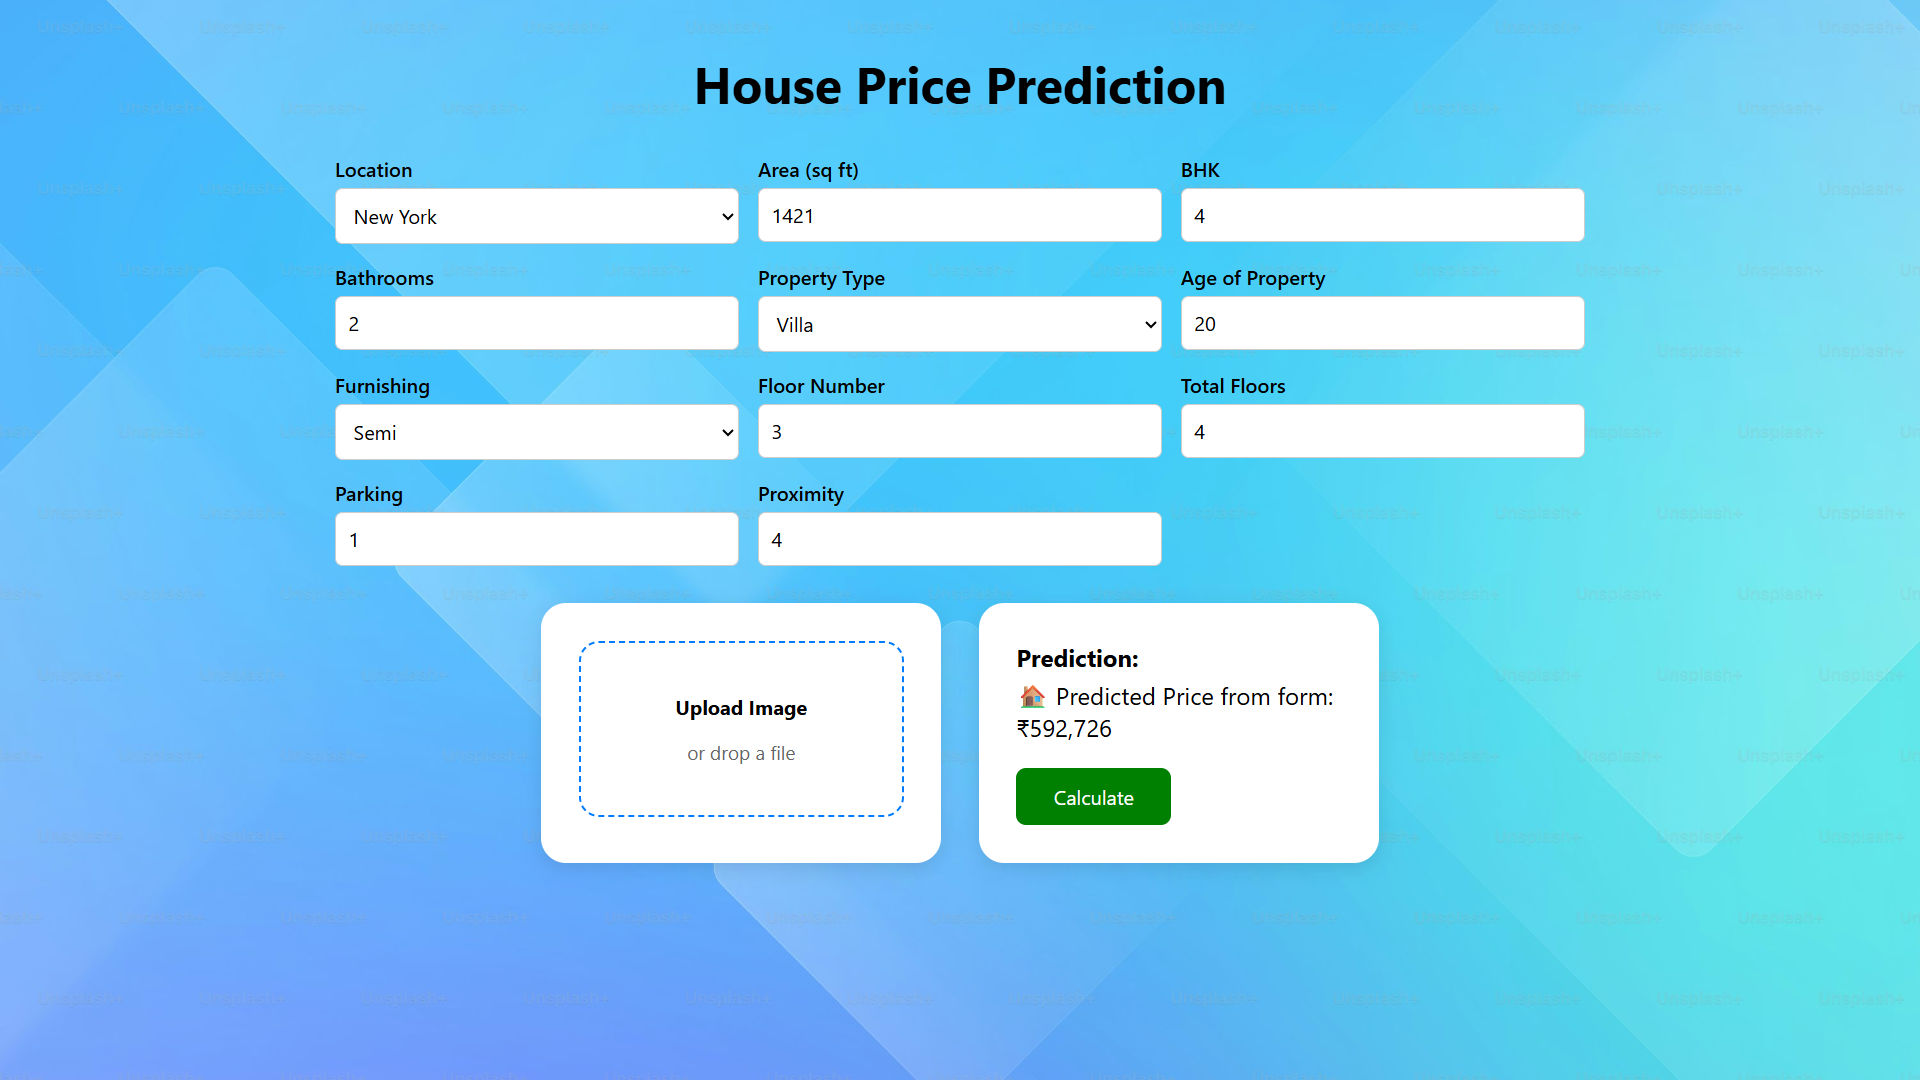 House Price Prediction
Location
Area (sq ft)
BHK
New York
1421
4
Bathrooms
Property Type
Age of Property
2
Villa
20
Furnishing
Floor Number
Total Floors
Semi
3
4
Parking
Proximity
1
4
Upload Image
or drop a file
Prediction:
🏠 Predicted Price from form:
₹592,726
Calculate
Unsplash+